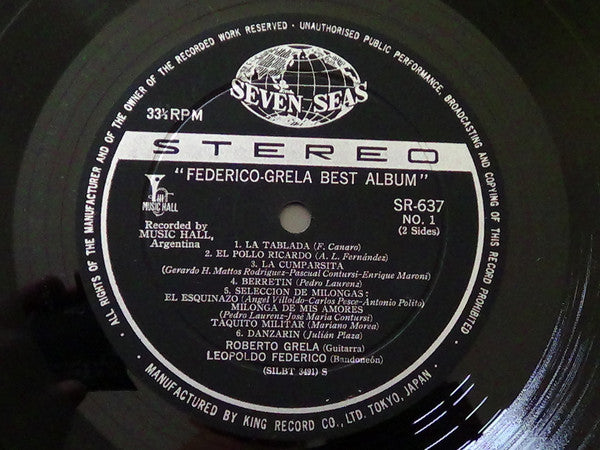 ALL RIGHTS OF THE MANUFACTURER AND OF THE OWNER OF THE RECORDED WORK RESERVED · UNAUTHORISED PUBLIC PERFORMANCE, BROADCASTING AND COPYING OF THIS RECORD PROHIBITED ·
SEVEN SEAS
33⅓ RPM
STEREO
"FEDERICO-GRELA BEST ALBUM"
MUSIC HALL
SR-637
NO. 1
(2 Sides)
Recorded by
MUSIC HALL,
Argentina
1. LA TABLADA (F. Canaro)
2. EL POLLO RICARDO (A. L. Fernández)
3. LA CUMPARSITA
(Gerardo H. Mattos Rodriguez-Pascual Contursi-Enrique Maroni)
4. BERRETIN (Pedro Laurenz)
5. SELECCION DE MILONGAS:
EL ESQUINAZO (Angel Villoldo-Carlos Pesce-Antonio Polito)
MILONGA DE MIS AMORES
(Pedro Laurenz-José Maria Contursi)
TAQUITO MILITAR (Mariano Morea)
6. DANZARIN (Julián Plaza)
ROBERTO GRELA (Guitarra)
LEOPOLDO FEDERICO (Bandoneón)
(SILBT 3491) S
MANUFACTURED BY KING RECORD CO., LTD. TOKYO, JAPAN ·